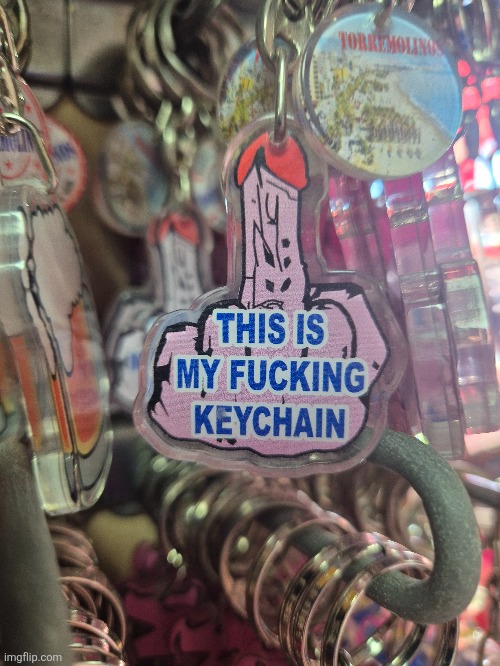 TORREMOLINOS
THIS IS
MY FUCKING
KEYCHAIN
imgflip.com